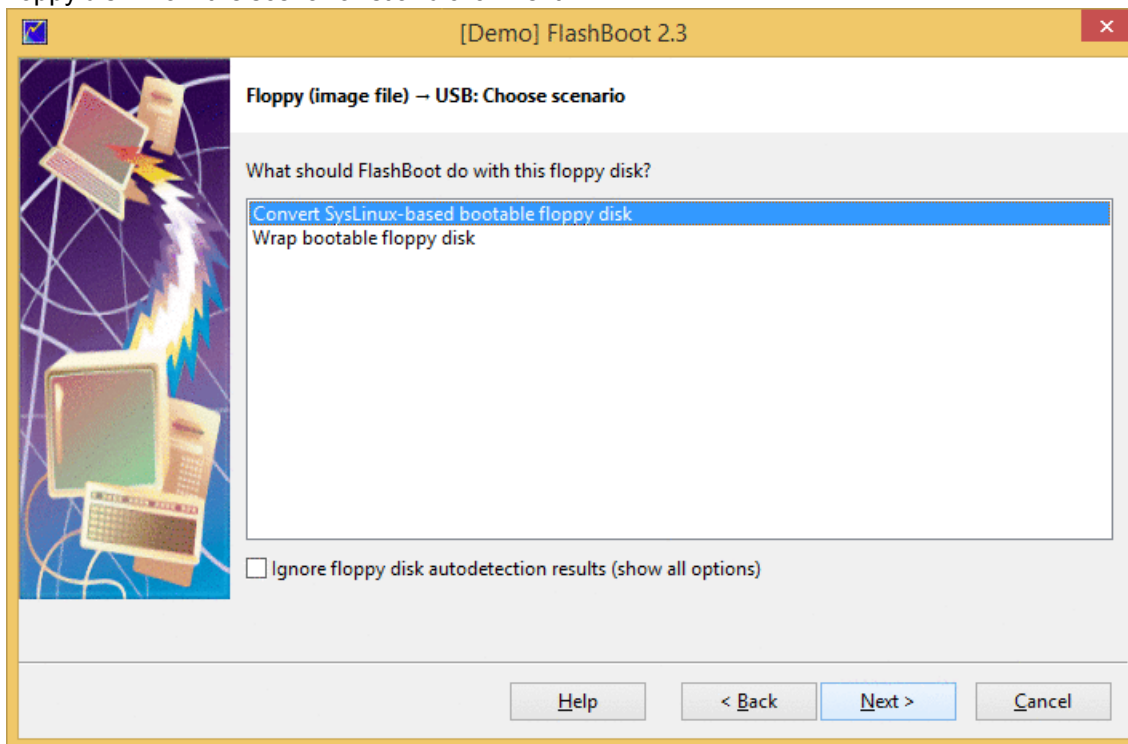 [Demo] FlashBoot 2.3
Floppy (image file) → USB: Choose scenario
What should FlashBoot do with this floppy disk?
Convert SysLinux-based bootable floppy disk
Wrap bootable floppy disk
Ignore floppy disk autodetection results (show all options)
Help
< Back
Next >
Cancel